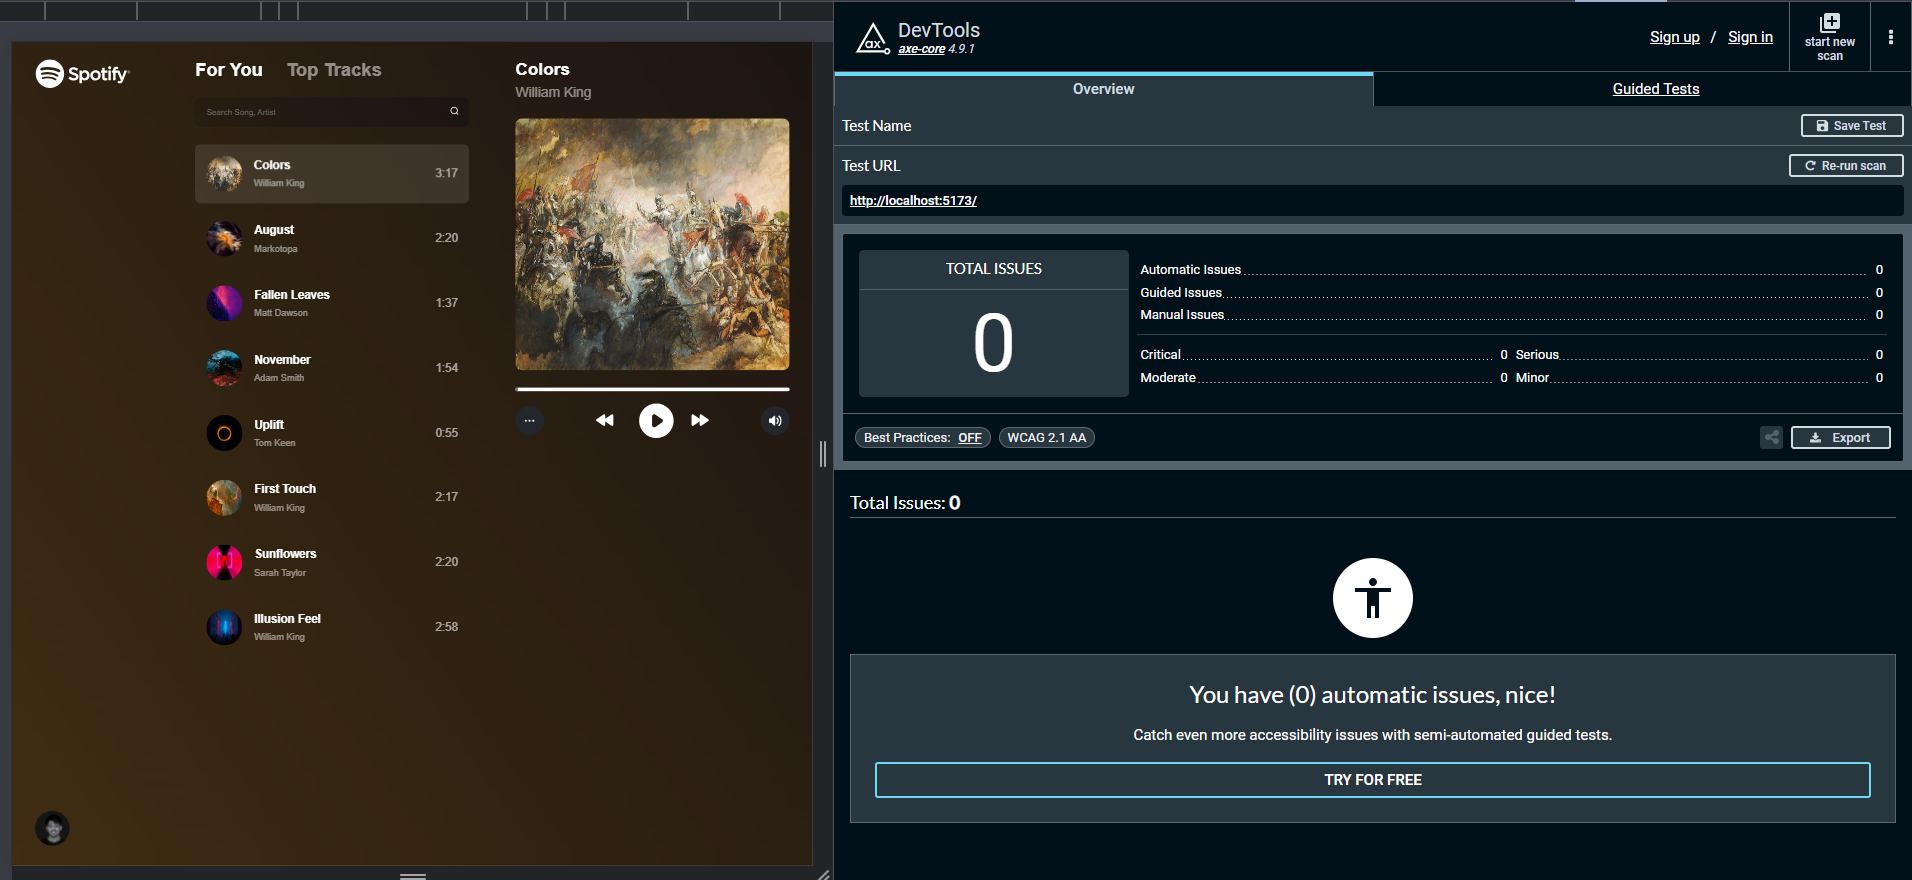 Spotify
For You
Top Tracks
Search Song, Artist
Colors
William King
3:17
August
Markotopa
2:20
Fallen Leaves
Matt Dawson
1:37
November
Adam Smith
1:54
Uplift
Tom Keen
0:55
First Touch
William King
2:17
Sunflowers
Sarah Taylor
2:20
Illusion Feel
William King
2:58
Colors
William King
ax
DevTools
axe-core 4.9.1
Sign up / Sign in
start new
scan
Overview
Guided Tests
Test Name
Save Test
Test URL
Re-run scan
http://localhost:5173/
TOTAL ISSUES
0
Automatic Issues 0
Guided Issues 0
Manual Issues 0
Critical 0 Serious 0
Moderate 0 Minor 0
Best Practices: OFF
WCAG 2.1 AA
Export
Total Issues: 0
You have (0) automatic issues, nice!
Catch even more accessibility issues with semi-automated guided tests.
TRY FOR FREE